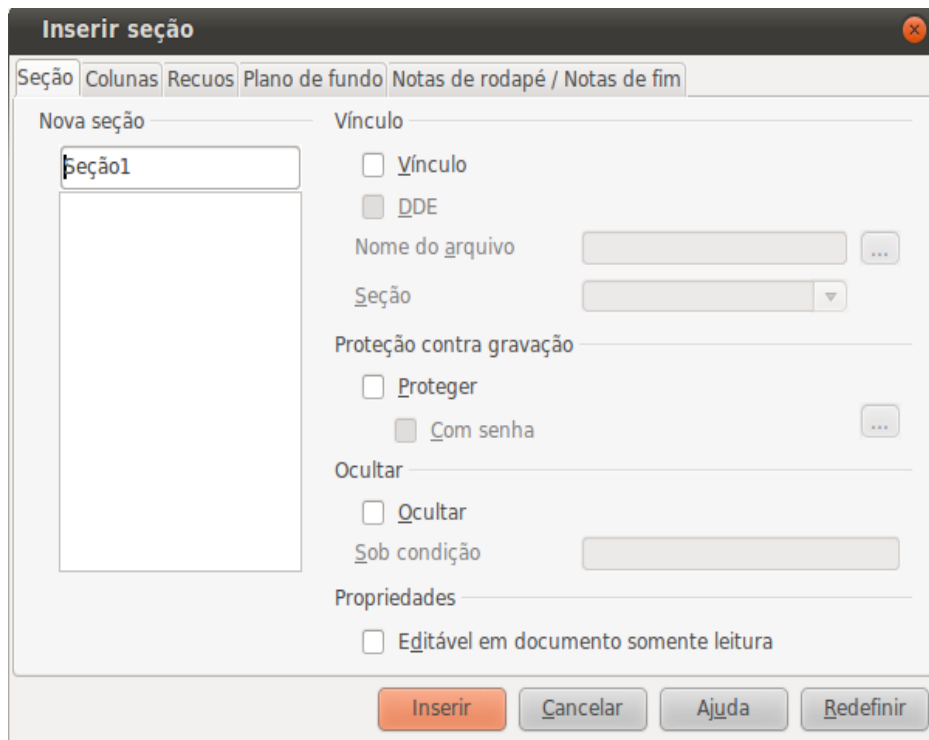 Inserir seção
Seção Colunas Recuos Plano de fundo Notas de rodapé / Notas de fim
Nova seção
Seção1
Vínculo
Vínculo
DDE
Nome do arquivo ...
Seção
Proteção contra gravação
Proteger
Com senha ...
Ocultar
Ocultar
Sob condição
Propriedades
Editável em documento somente leitura
Inserir Cancelar Ajuda Redefinir